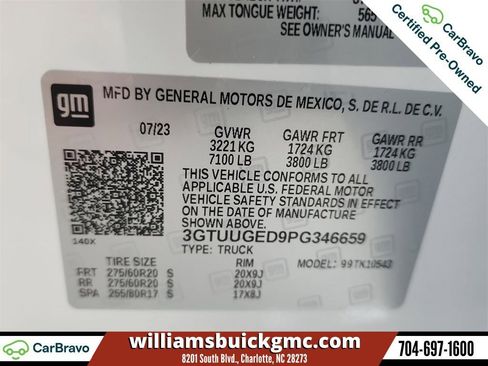 MAX TONGUE WEIGHT: 565
SEE OWNER'S MANUAL
CarBravo
Certified Pre-Owned
gm
MFD BY GENERAL MOTORS DE MEXICO, S. DE R.L. DE C.V.
07/23 GVWR GAWR FRT GAWR RR
3221 KG 1724 KG 1724 KG
7100 LB 3800 LB 3800 LB
THIS VEHICLE CONFORMS TO ALL
APPLICABLE U.S. FEDERAL MOTOR
VEHICLE SAFETY STANDARDS IN EFFECT
ON THE DATE OF MANUFACTURE
SHOWN ABOVE.
3GTUUGED9PG346659
140X TYPE: TRUCK MODEL: 99TK10543
TIRE SIZE RIM
FRT 275/60R20 S 20X9J
RR 275/60R20 S 20X9J
SPA 255/80R17 S 17X8J
CarBravo
williamsbuickgmc.com
8201 South Blvd., Charlotte, NC 28273
704-697-1600